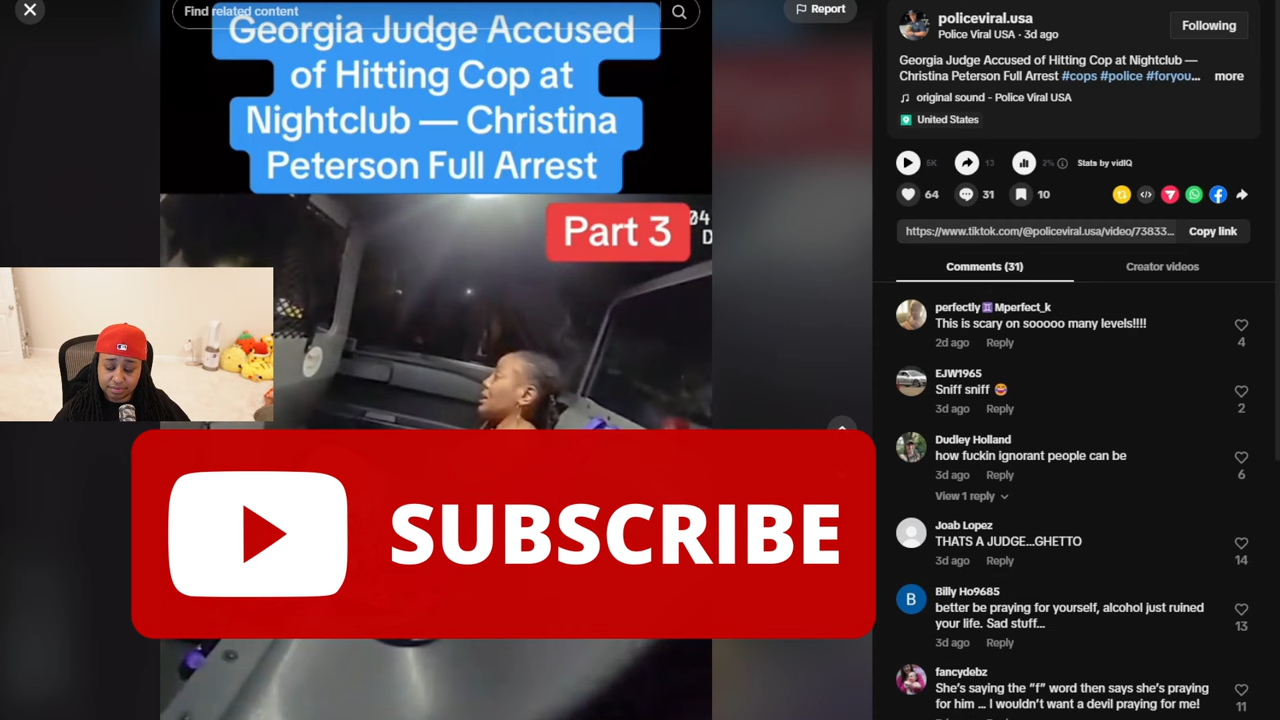 Find related content
Report
Georgia Judge Accused
of Hitting Cop at
Nightclub — Christina
Peterson Full Arrest
Part 3
04
D
SUBSCRIBE
policeviral.usa
Police Viral USA · 3d ago
Following
Georgia Judge Accused of Hitting Cop at Nightclub —
Christina Peterson Full Arrest #cops #police #foryou... more
original sound - Police Viral USA
United States
5K
13
2%
Stats by vidIQ
64
31
10
https://www.tiktok.com/@policeviral.usa/video/73833...
Copy link
Comments (31)
Creator videos
perfectly♊Mperfect_k
This is scary on sooooo many levels!!!!
2d ago Reply
4
EJW1965
Sniff sniff
3d ago Reply
2
Dudley Holland
how fuckin ignorant people can be
3d ago Reply
6
View 1 reply
Joab Lopez
THATS A JUDGE...GHETTO
3d ago Reply
14
B
Billy Ho9685
better be praying for yourself, alcohol just ruined
your life. Sad stuff...
3d ago Reply
13
fancydebz
She's saying the "f" word then says she's praying
for him ... I wouldn't want a devil praying for me!
11